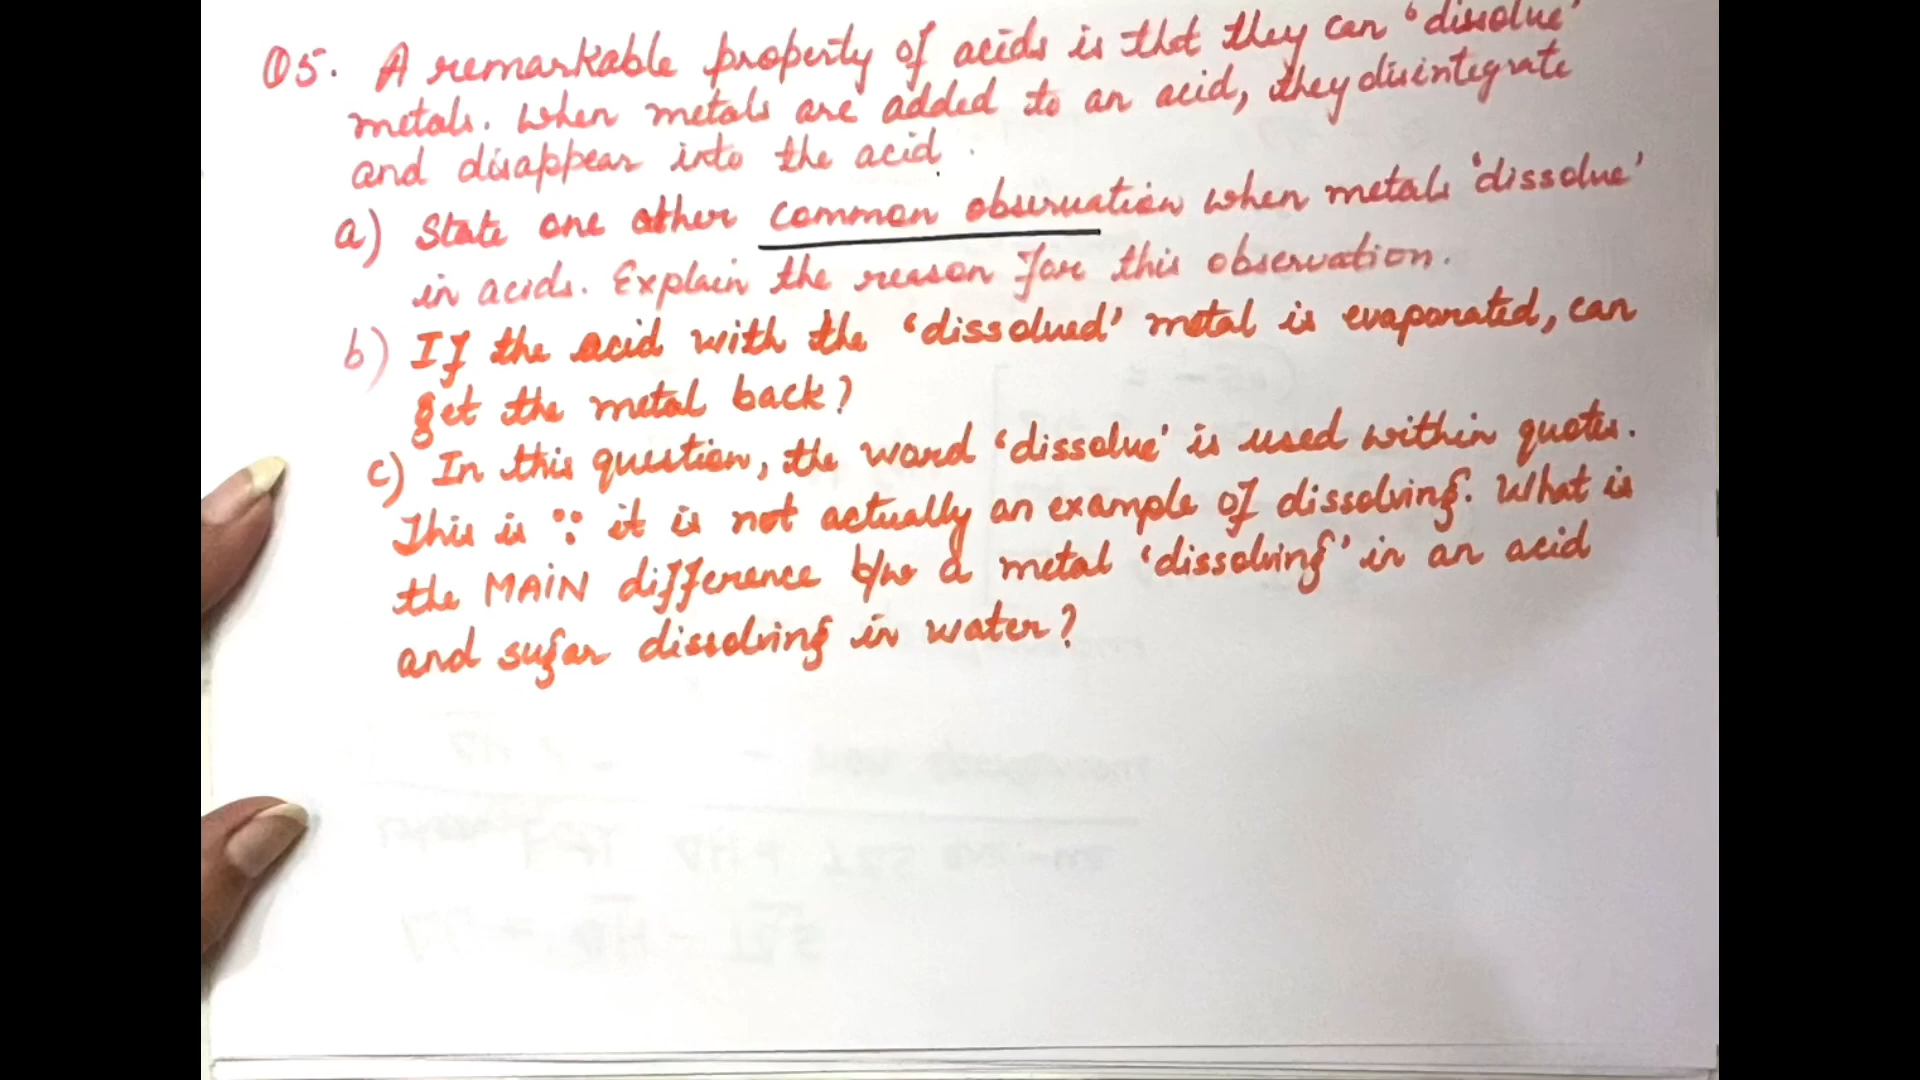 Q5. A remarkable property of acids is that they can 'dissolve'
metals. When metals are added to an acid, they disintegrate
and disappear into the acid.
a) State one other common observation when metals 'dissolve'
in acids. Explain the reason for this observation.
b) If the acid with the 'dissolved' metal is evaporated, can
get the metal back?
c) In this question, the word 'dissolve' is used within quotes.
This is ∵ it is not actually an example of dissolving. What is
the MAIN difference b/w a metal 'dissolving' in an acid
and sugar dissolving in water?